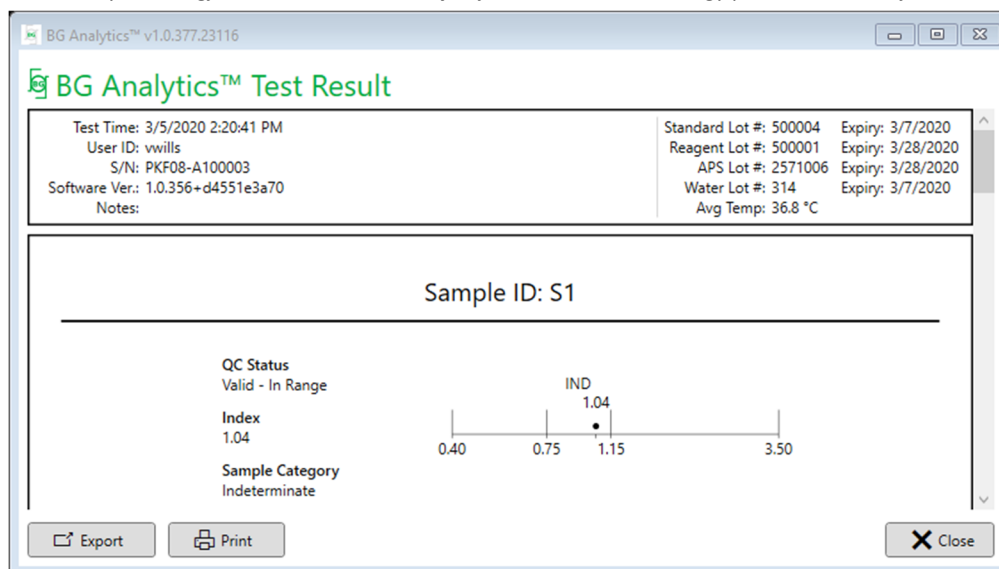 BG Analytics™ v1.0.377.23116
BG Analytics™ Test Result
Test Time: 3/5/2020 2:20:41 PM
User ID: vwills
S/N: PKF08-A100003
Software Ver.: 1.0.356+d4551e3a70
Notes:
Standard Lot #: 500004 Expiry: 3/7/2020
Reagent Lot #: 500001 Expiry: 3/28/2020
APS Lot #: 2571006 Expiry: 3/28/2020
Water Lot #: 314 Expiry: 3/7/2020
Avg Temp: 36.8 °C
Sample ID: S1
QC Status
Valid - In Range
Index
1.04
Sample Category
Indeterminate
IND
1.04
0.40 0.75 1.15 3.50
Export Print Close